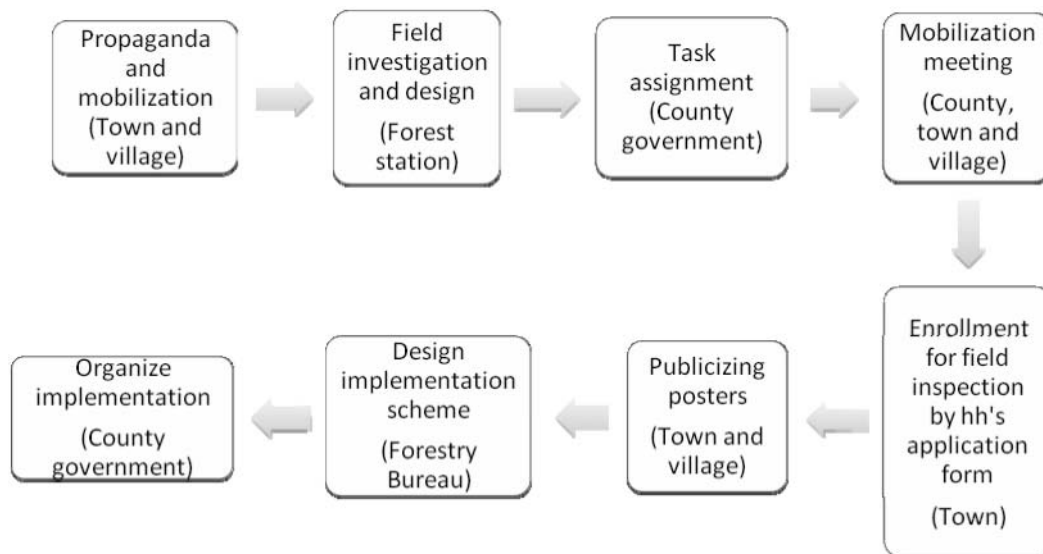 Propaganda
and
mobilization
(Town and
village)
Field
investigation
and design
(Forest
station)
Task
assignment
(County
government)
Mobilization
meeting
(County,
town and
village)
Enrollment
for field
inspection
by hh's
application
form
(Town)
Publicizing
posters
(Town and
village)
Design
implementation
scheme
(Forestry
Bureau)
Organize
implementation
(County
government)